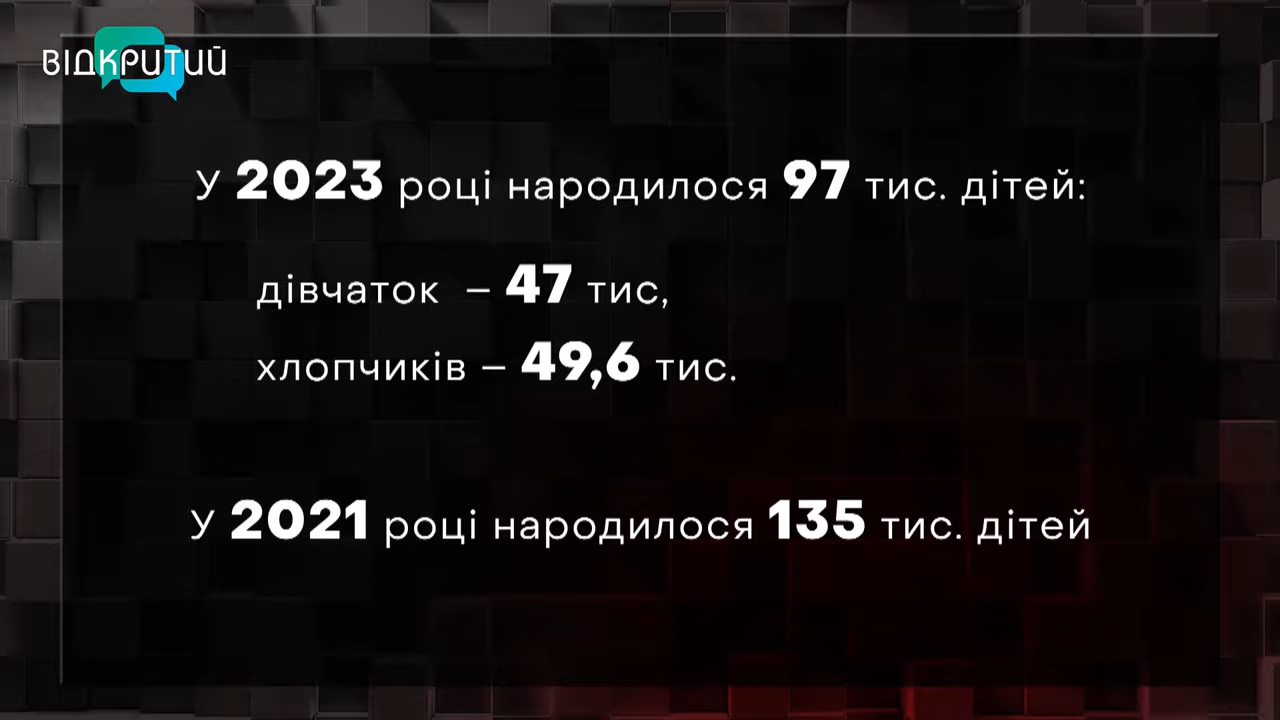 ВІДКРИТИЙ
У 2023 році народилося 97 тис. дітей:
дівчаток – 47 тис,
хлопчиків – 49,6 тис.
У 2021 році народилося 135 тис. дітей